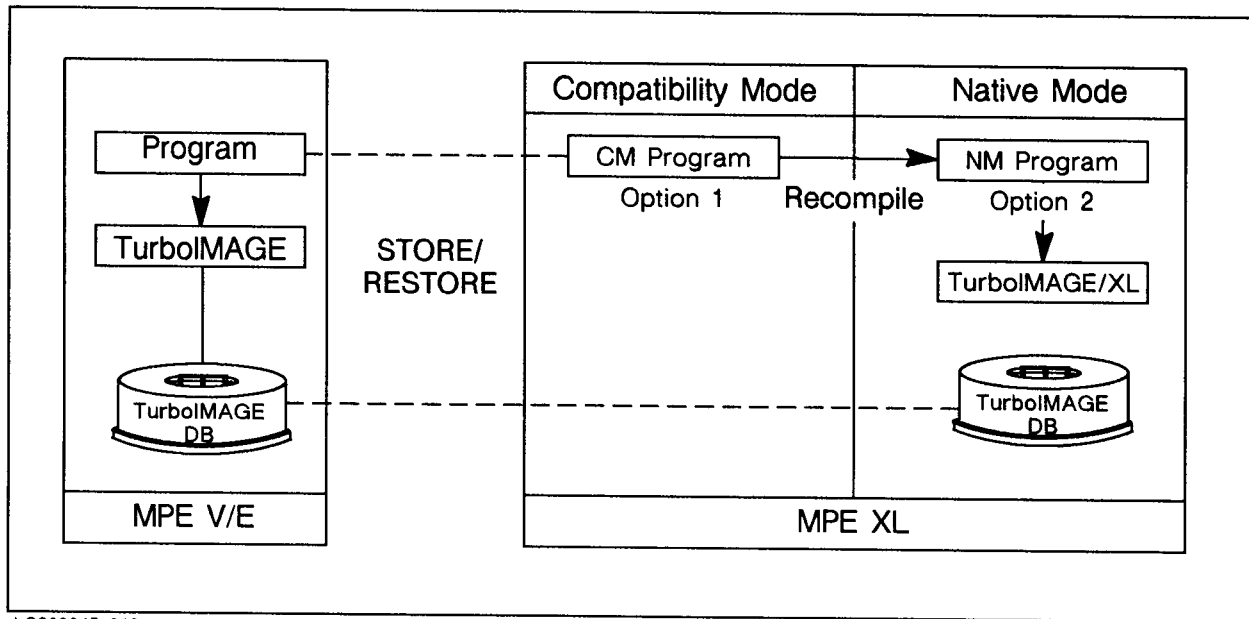 Compatibility Mode
Native Mode
Program
CM Program
NM Program
Option 1
Recompile
Option 2
TurboIMAGE
STORE/
RESTORE
TurboIMAGE/XL
TurboIMAGE
DB
TurboIMAGE
DB
MPE V/E
MPE XL